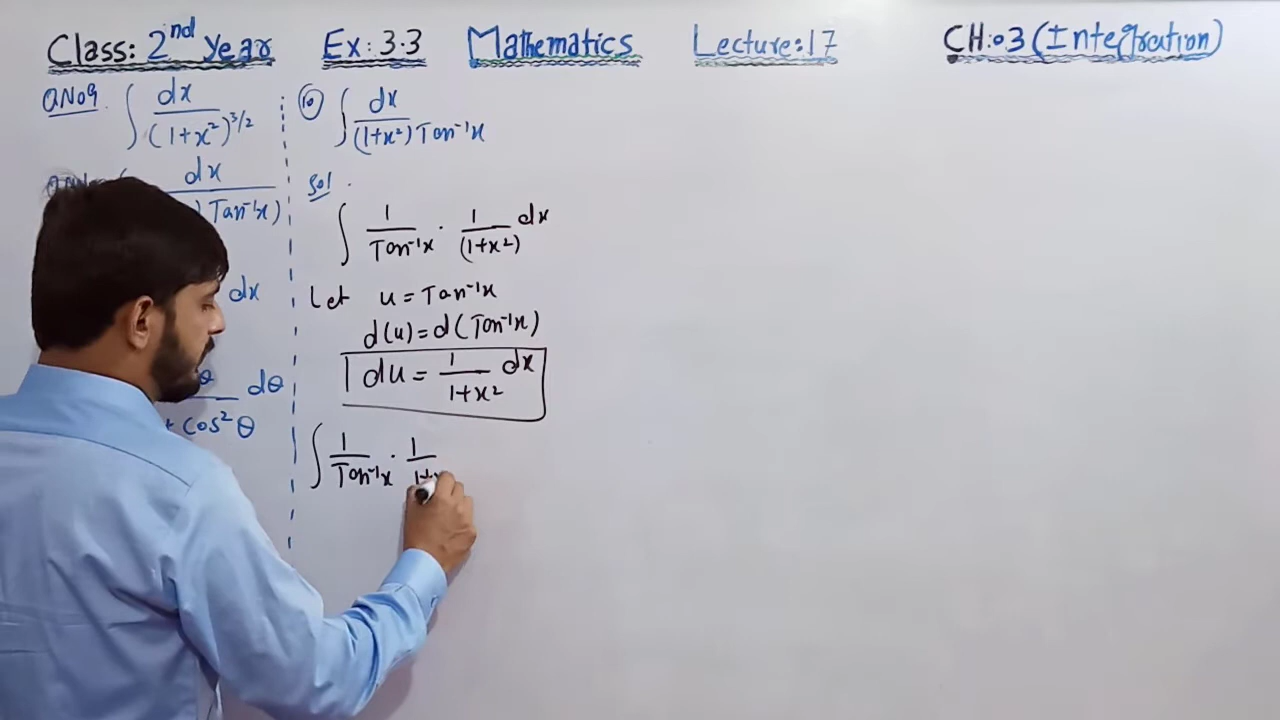 Class: 2nd Year Ex: 3.3 Mathematics Lecture:17 CH:03 (Integration)
QNo9. ∫ dx/(1+x²)^3/2
dx
Tan⁻¹x)
dx
θ dθ
cos²θ
⑩ ∫ dx/(1+x²)Tan⁻¹x
Sol.
∫ 1/Tan⁻¹x · 1/(1+x²) dx
Let u = Tan⁻¹x
d(u) = d(Tan⁻¹x)
du = 1/1+x² dx
∫ 1/Tan⁻¹x · 1/1+x